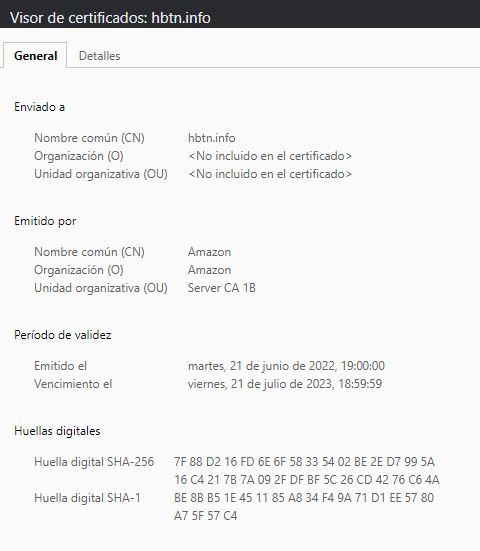 Visor de certificados: hbtn.info
General Detalles
Enviado a
Nombre común (CN) hbtn.info
Organización (O) <No incluido en el certificado>
Unidad organizativa (OU) <No incluido en el certificado>
Emitido por
Nombre común (CN) Amazon
Organización (O) Amazon
Unidad organizativa (OU) Server CA 1B
Período de validez
Emitido el martes, 21 de junio de 2022, 19:00:00
Vencimiento el viernes, 21 de julio de 2023, 18:59:59
Huellas digitales
Huella digital SHA-256 7F 88 D2 16 FD 6E 6F 58 33 54 02 BE 2E D7 99 5A
16 C4 21 7B 7A 09 2F DF BF 5C 26 CD 42 76 C6 4A
Huella digital SHA-1 BE 8B B5 1E 45 11 85 A8 34 F4 9A 71 D1 EE 57 80
A7 5F 57 C4